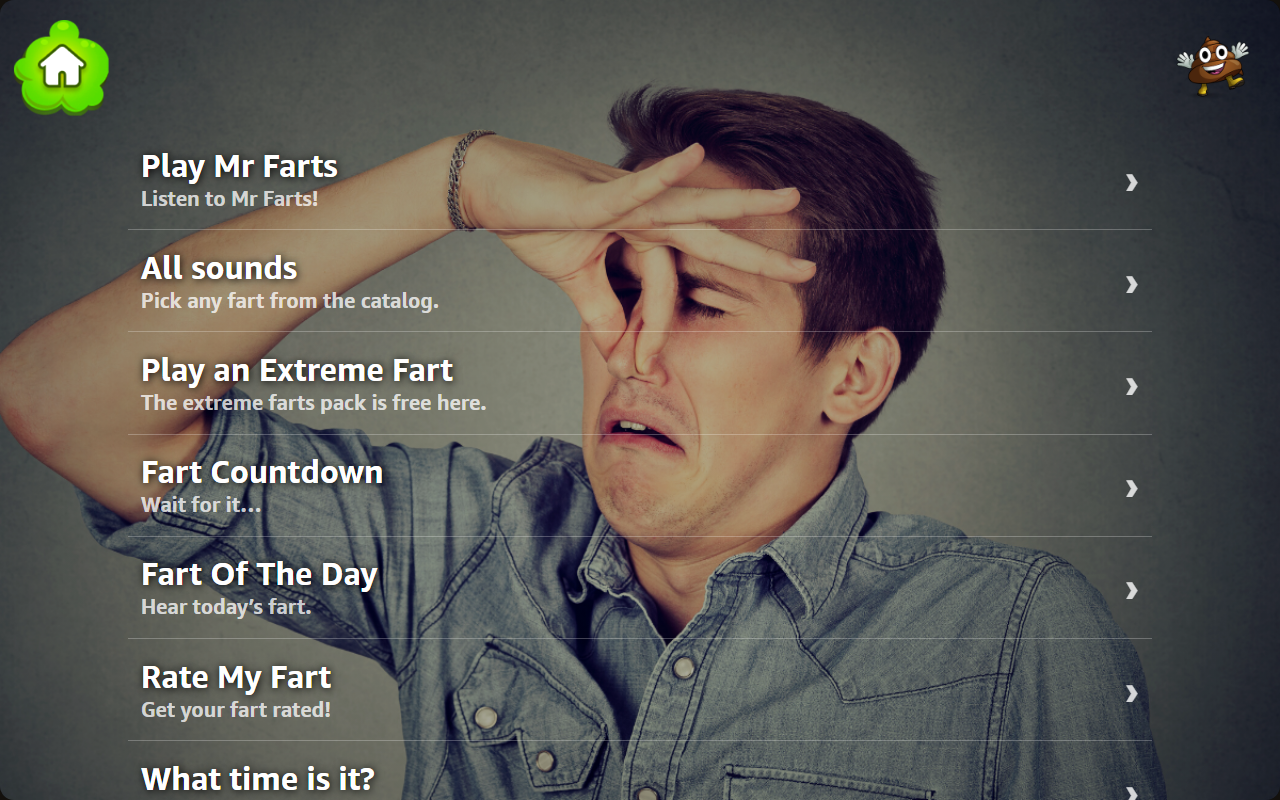 Play Mr Farts
Listen to Mr Farts!
All sounds
Pick any fart from the catalog.
Play an Extreme Fart
The extreme farts pack is free here.
Fart Countdown
Wait for it...
Fart Of The Day
Hear today’s fart.
Rate My Fart
Get your fart rated!
What time is it?